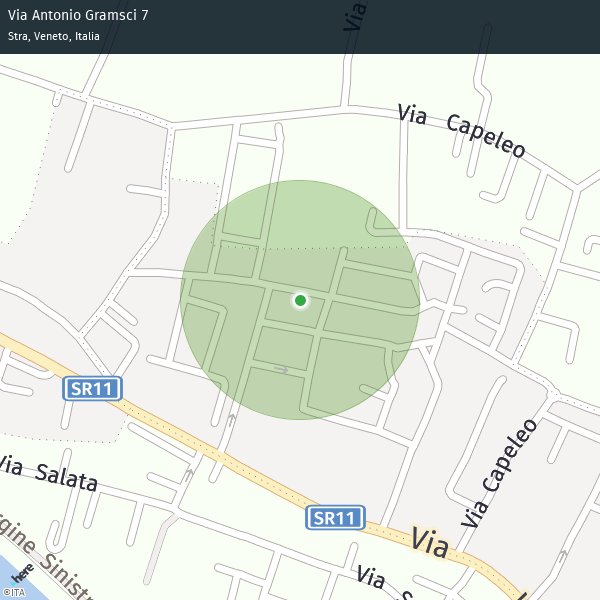 Via Antonio Gramsci 7
Stra, Veneto, Italia
Via
Via Capeleo
SR11
Via Salata
Via Capeleo
SR11
Via
Via S
rgine Sinistr
here
©ITA